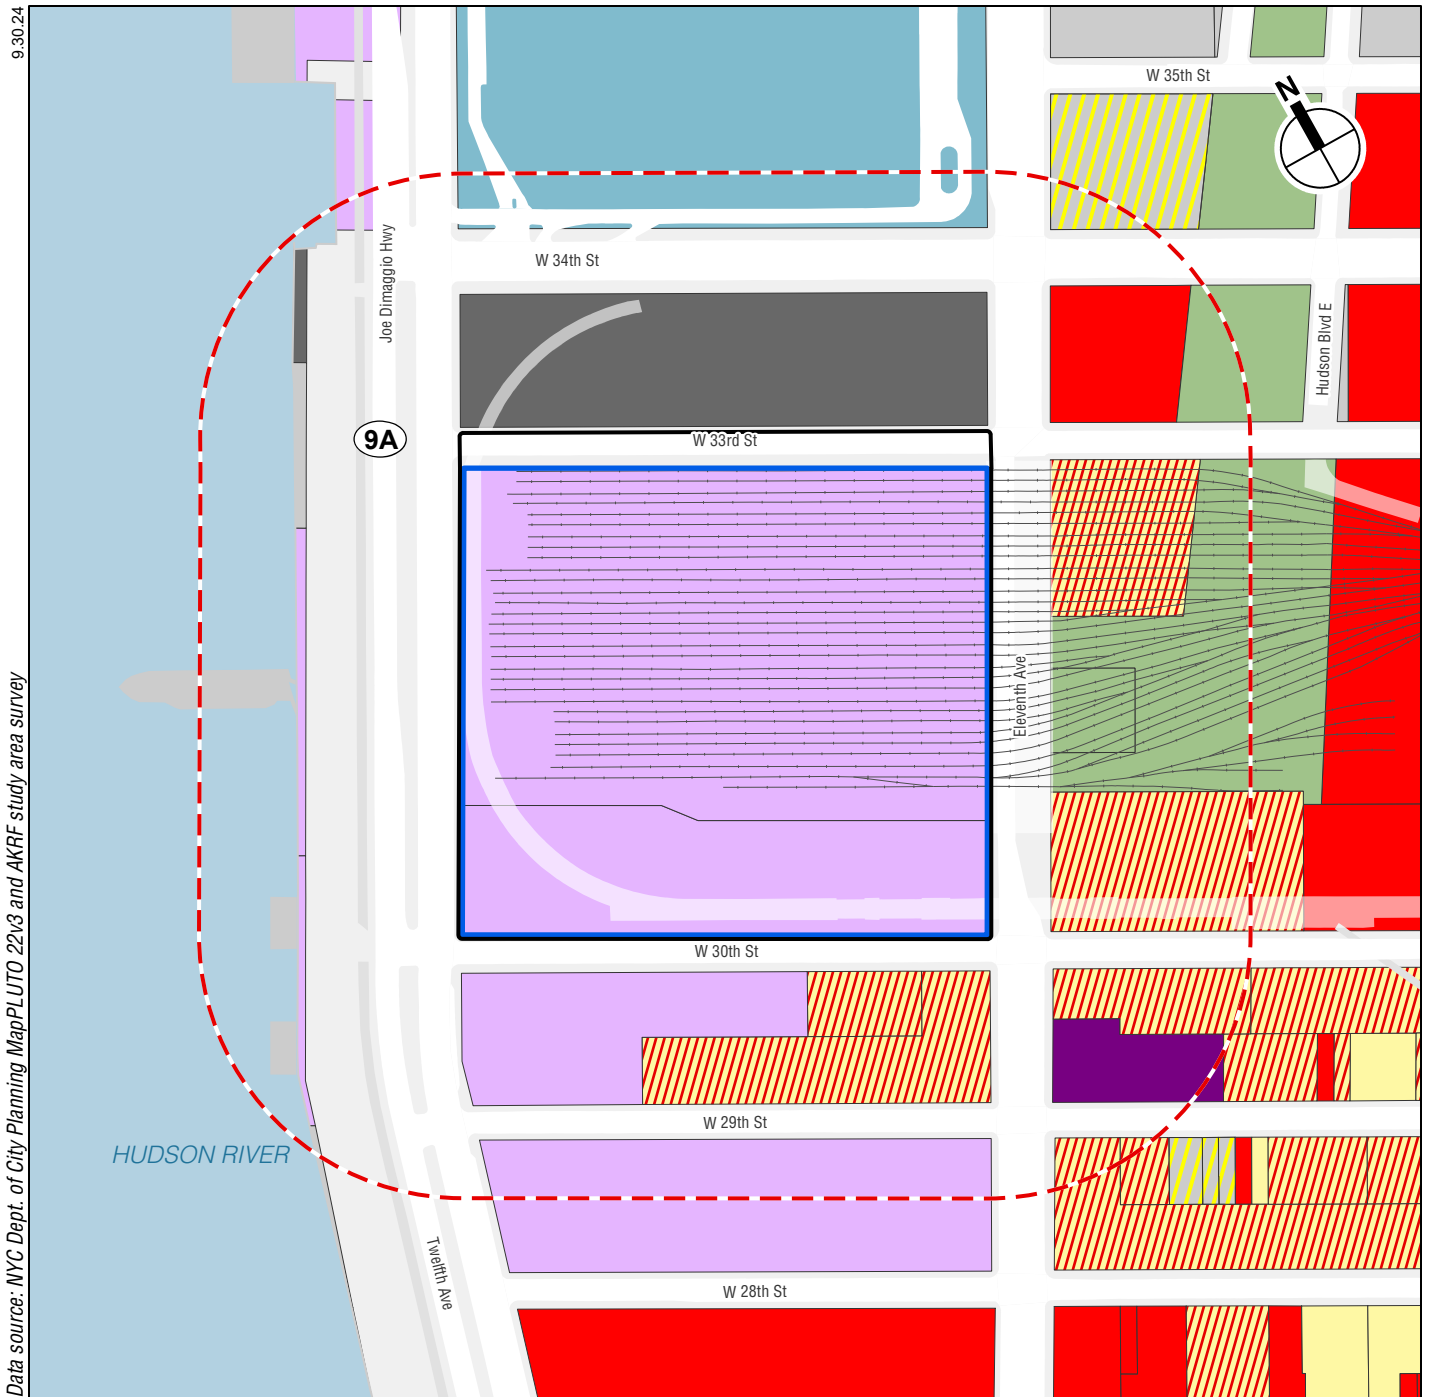 9.30.24
W 35th St
N
Joe Dimaggio Hwy
W 34th St
Hudson Blvd E
9A
W 33rd St
Eleventh Ave
W 30th St
W 29th St
HUDSON RIVER
Twelfth Ave
W 28th St
Data source: NYC Dept. of City Planning MapPLUTO 22v3 and AKRF study area survey